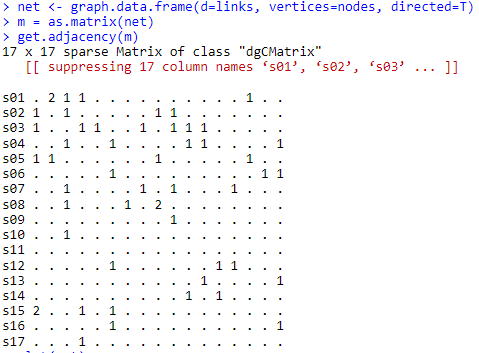 > net <- graph.data.frame(d=links, vertices=nodes, directed=T)
> m = as.matrix(net)
> get.adjacency(m)
17 x 17 sparse Matrix of class "dgCMatrix"
[[ suppressing 17 column names ‘s01’, ‘s02’, ‘s03’ ... ]]
s01 . 2 1 1 . . . . . . . . . . 1 . .
s02 1 . 1 . . . . . 1 1 . . . . . . .
s03 1 . . 1 1 . . 1 . 1 1 1 . . . . .
s04 . . 1 . . 1 . . . . 1 1 . . . . 1
s05 1 1 . . . . . . 1 . . . . . 1 . .
s06 . . . . . 1 . . . . . . . . . 1 1
s07 . . 1 . . . . 1 . 1 . . . 1 . . .
s08 . . 1 . . . 1 . 2 . . . . . . . .
s09 . . . . . . . . . 1 . . . . . . .
s10 . . 1 . . . . . . . . . . . . . .
s11 . . . . . . . . . . . . . . . . .
s12 . . . . . 1 . . . . . . 1 1 . . .
s13 . . . . . . . . . . . 1 . . . . 1
s14 . . . . . . . . . . 1 . 1 . . . .
s15 2 . . 1 . 1 . . . . . . . . . . .
s16 . . . . . 1 . . . . . . . . . . 1
s17 . . . 1 . . . . . . . . . . . . .